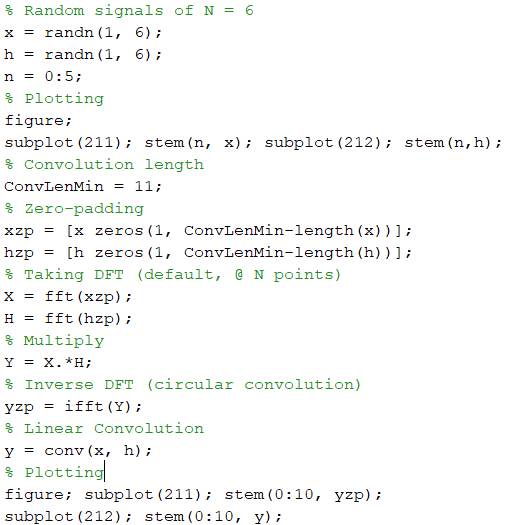 % Random signals of N = 6
x = randn(1, 6);
h = randn(1, 6);
n = 0:5;
% Plotting
figure;
subplot(211); stem(n, x); subplot(212); stem(n,h);
% Convolution length
ConvLenMin = 11;
% Zero-padding
xzp = [x zeros(1, ConvLenMin-length(x))];
hzp = [h zeros(1, ConvLenMin-length(h))];
% Taking DFT (default, @ N points)
X = fft(xzp);
H = fft(hzp);
% Multiply
Y = X.*H;
% Inverse DFT (circular convolution)
yzp = ifft(Y);
% Linear Convolution
y = conv(x, h);
% Plotting
figure; subplot(211); stem(0:10, yzp);
subplot(212); stem(0:10, y);